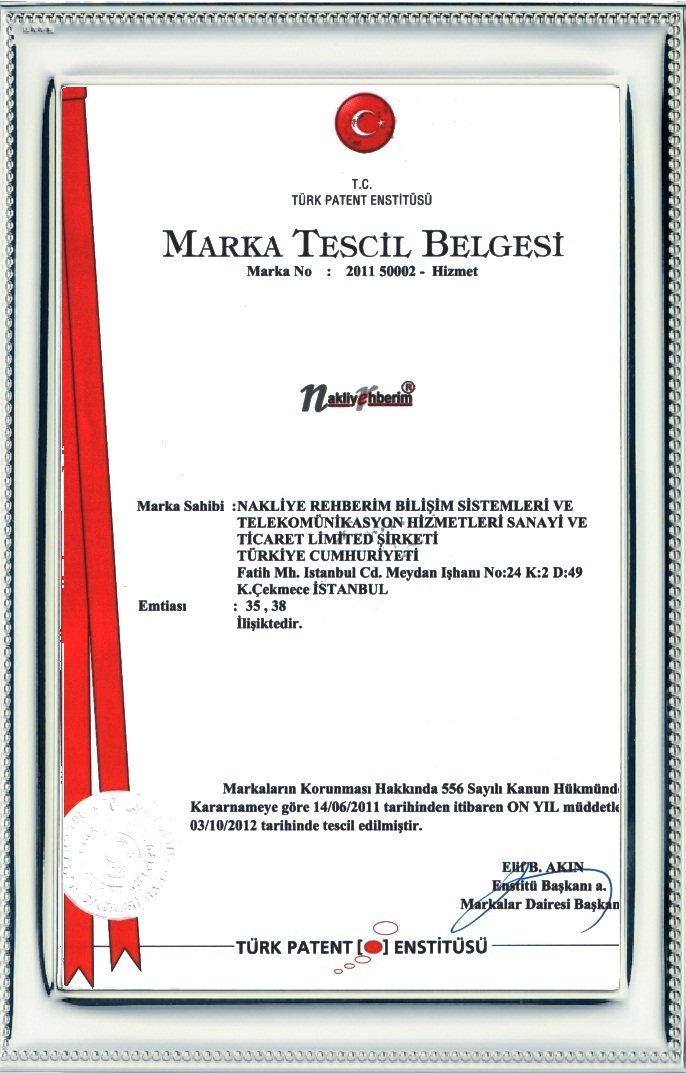 T.C.
TÜRK PATENT ENSTİTÜSÜ
MARKA TESCİL BELGESİ
Marka No : 2011 50002 - Hizmet
Nakliyerehberim®
Marka Sahibi :NAKLİYE REHBERİM BİLİŞİM SİSTEMLERİ VE
TELEKOMÜNİKASYON HİZMETLERİ SANAYİ VE
TİCARET LİMİTED ŞİRKETİ
TÜRKİYE CUMHURİYETİ
Fatih Mh. Istanbul Cd. Meydan Işhanı No:24 K:2 D:49
K.Çekmece İSTANBUL
Emtiası : 35 , 38
İlişiktedir.
Markaların Korunması Hakkında 556 Sayılı Kanun Hükmünd
Kararnameye göre 14/06/2011 tarihinden itibaren ON YIL müddetle
03/10/2012 tarihinde tescil edilmiştir.
Elif B. AKIN
Enstitü Başkanı a.
Markalar Dairesi Başkan
TÜRK PATENT [ ] ENSTİTÜSÜ